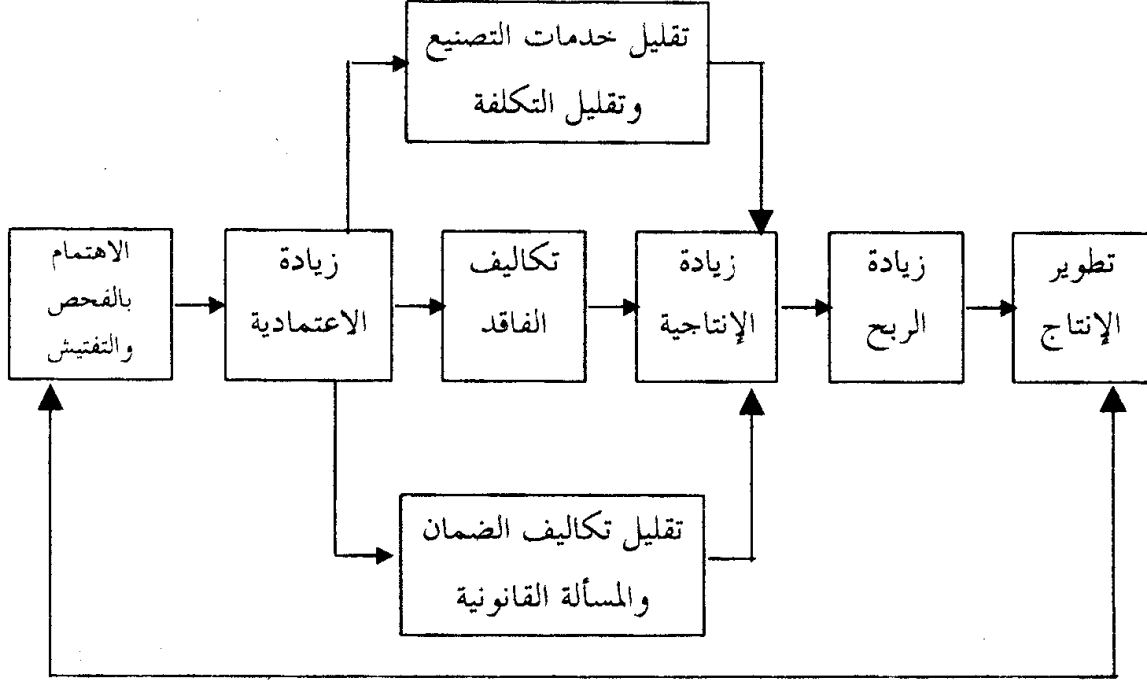 تقليل خدمات التصنيع
وتقليل التكلفة
الاهتمام
بالفحص
والتفتيش
زيادة
الاعتمادية
تكاليف
الفاقد
زيادة
الإنتاجية
زيادة
الربح
تطوير
الإنتاج
تقليل تكاليف الضمان
والمسألة القانونية